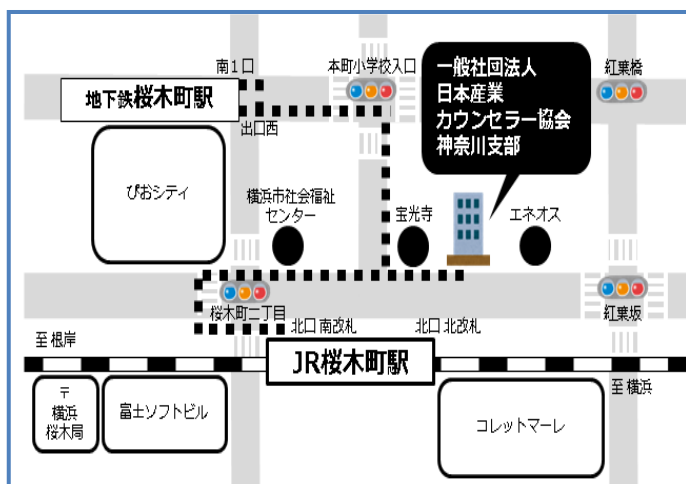 南1口
本町小学校入口
一般社団法人
日本産業
カウンセラー協会
神奈川支部
紅葉橋
地下鉄桜木町駅
出口西
ぴおシティ
横浜市社会福祉
センター
宝光寺
エネオス
桜木町二丁目
北口 南改札
北口 北改札
紅葉坂
至 根岸
JR桜木町駅
至 横浜
〒
横浜
桜木局
富士ソフトビル
コレットマーレ